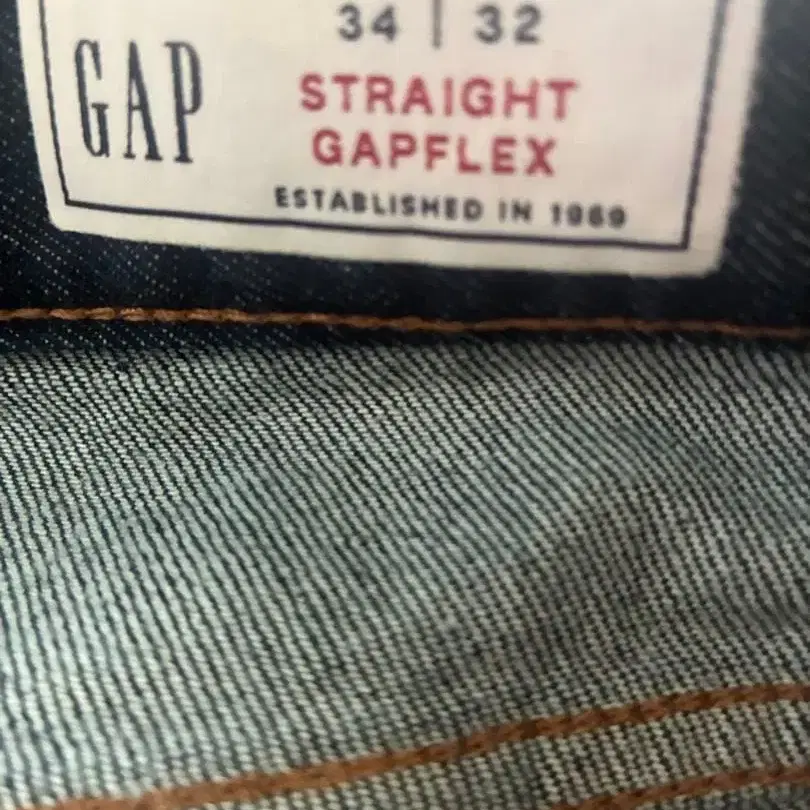 34 | 32
GAP
STRAIGHT
GAPFLEX
ESTABLISHED IN 1969